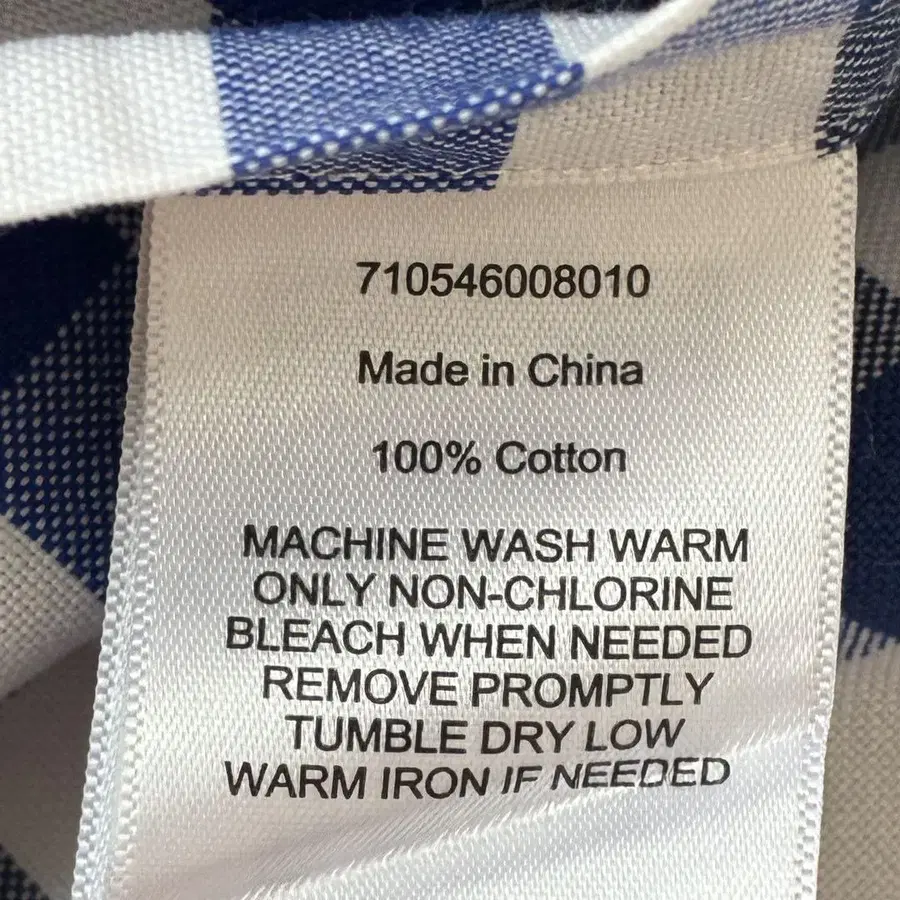 710546008010
Made in China
100% Cotton
MACHINE WASH WARM
ONLY NON-CHLORINE
BLEACH WHEN NEEDED
REMOVE PROMPTLY
TUMBLE DRY LOW
WARM IRON IF NEEDED